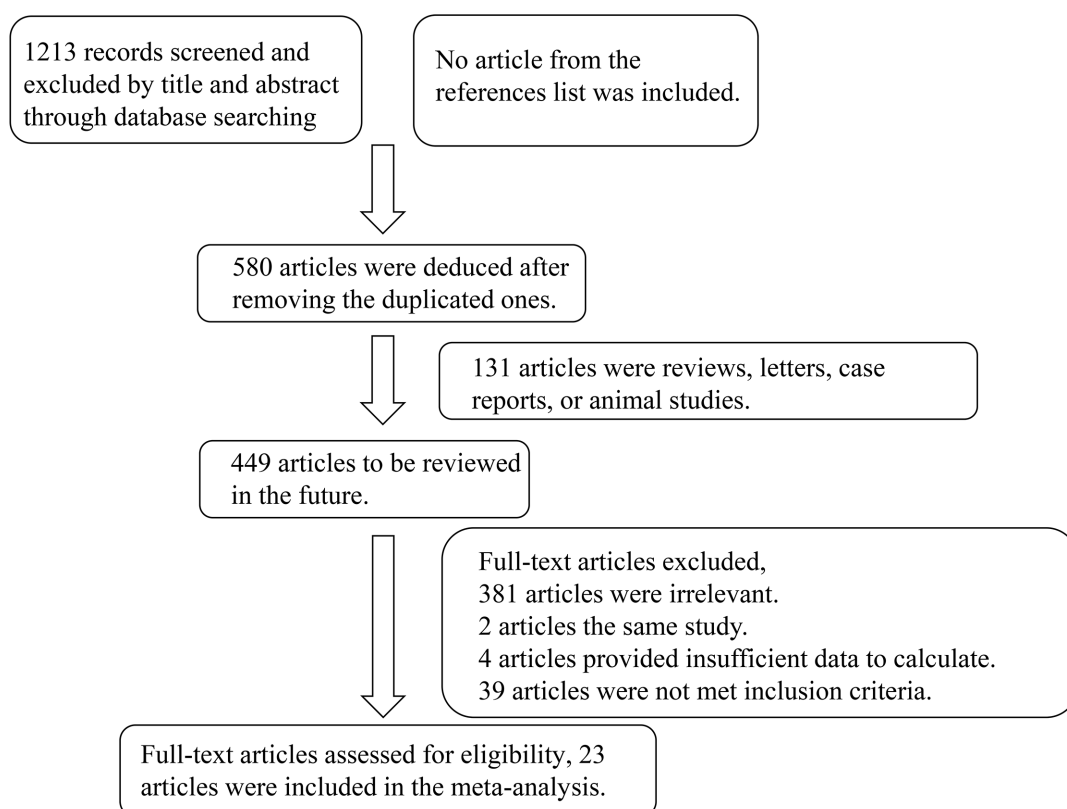 1213 records screened and
excluded by title and abstract
through database searching
No article from the
references list was included.
580 articles were deduced after
removing the duplicated ones.
131 articles were reviews, letters, case
reports, or animal studies.
449 articles to be reviewed
in the future.
Full-text articles excluded,
381 articles were irrelevant.
2 articles the same study.
4 articles provided insufficient data to calculate.
39 articles were not met inclusion criteria.
Full-text articles assessed for eligibility, 23
articles were included in the meta-analysis.